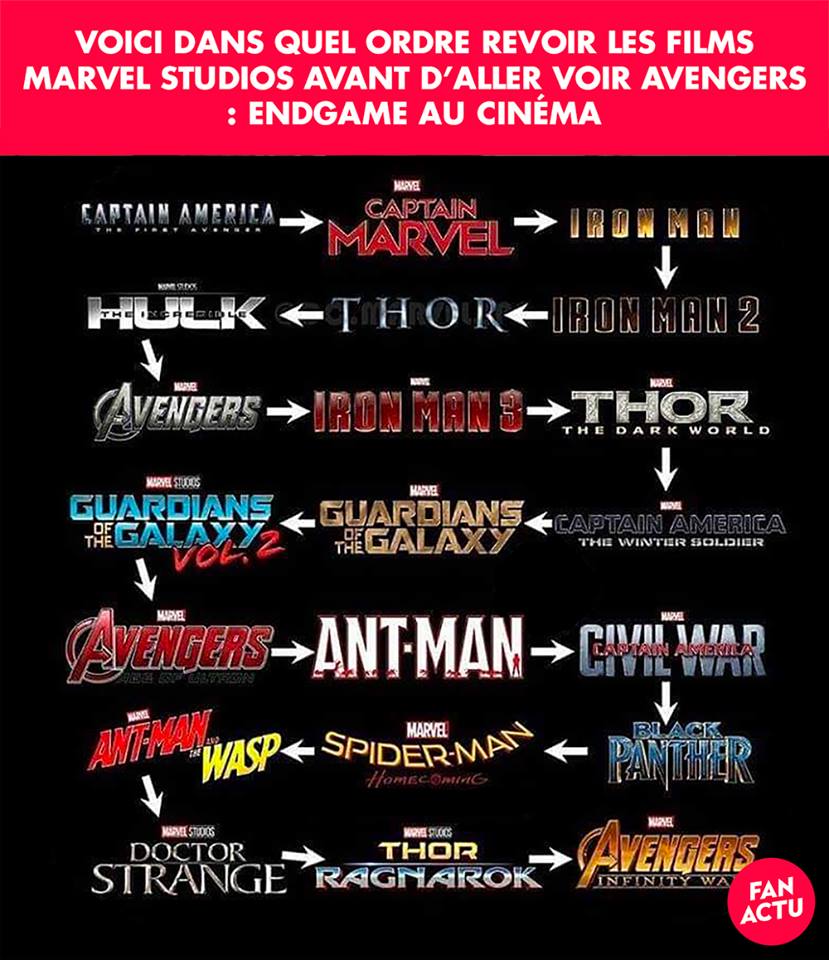 VOICI DANS QUEL ORDRE REVOIR LES FILMS
MARVEL STUDIOS AVANT D'ALLER VOIR AVENGERS
: ENDGAME AU CINÉMA
CAPTAIN AMERICA
THE FIRST AVENGER
MARVEL
CAPTAIN
MARVEL
IRON MAN
IRON MAN 2
THOR
MARVEL STUDIOS
THE INCREDIBLE
HULK
MARVEL
AVENGERS
MARVEL
IRON MAN 3
MARVEL
THOR
THE DARK WORLD
MARVEL
CAPTAIN AMERICA
THE WINTER SOLDIER
MARVEL
GUARDIANS
OF THE GALAXY
MARVEL STUDIOS
GUARDIANS
OF THE GALAXY
VOL. 2
MARVEL
AVENGERS
AGE OF ULTRON
ANT-MAN
MARVEL
CAPTAIN AMERICA
CIVIL WAR
BLACK
PANTHER
MARVEL
SPIDER-MAN
HOMECOMING
MARVEL
ANT-MAN
AND THE WASP
MARVEL STUDIOS
DOCTOR
STRANGE
MARVEL STUDIOS
THOR
RAGNAROK
MARVEL
AVENGERS
INFINITY WA
FAN
ACTU